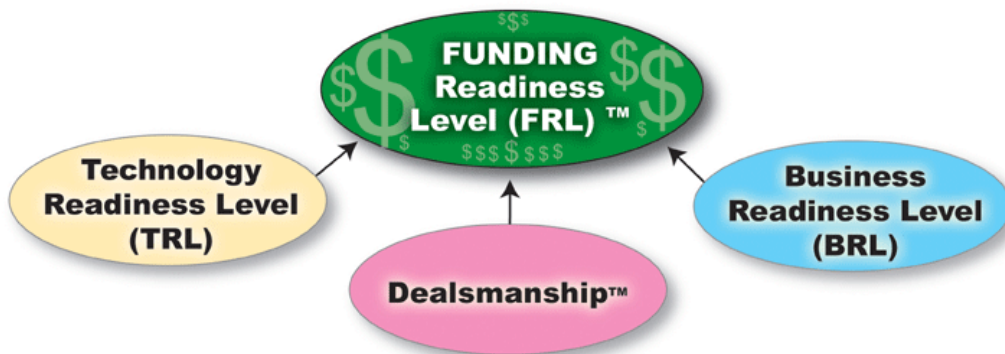 $$$
FUNDING
Readiness
Level (FRL) ™
$ $ $ $ $
$ $
$$$$$$$
Technology
Readiness Level
(TRL)
Business
Readiness Level
(BRL)
Dealsmanship™